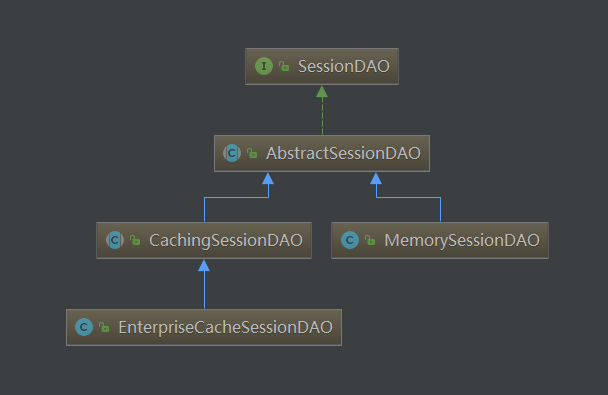 I SessionDAO
C AbstractSessionDAO
C CachingSessionDAO
C MemorySessionDAO
C EnterpriseCacheSessionDAO